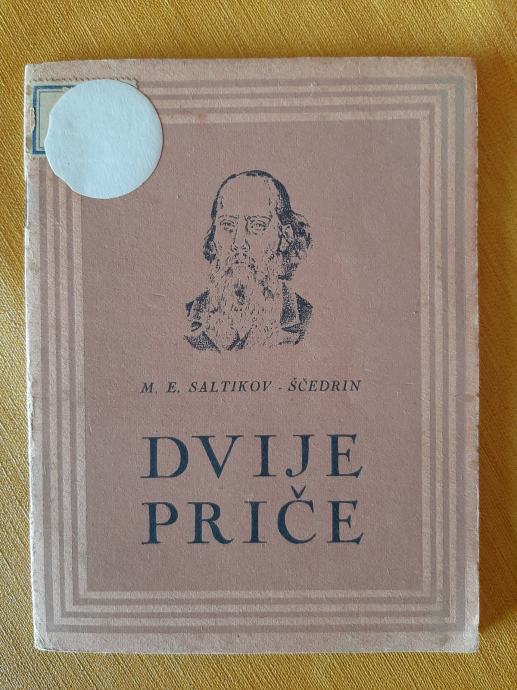 M. E. SALTIKOV - ŠČEDRIN
DVIJE
PRIČE